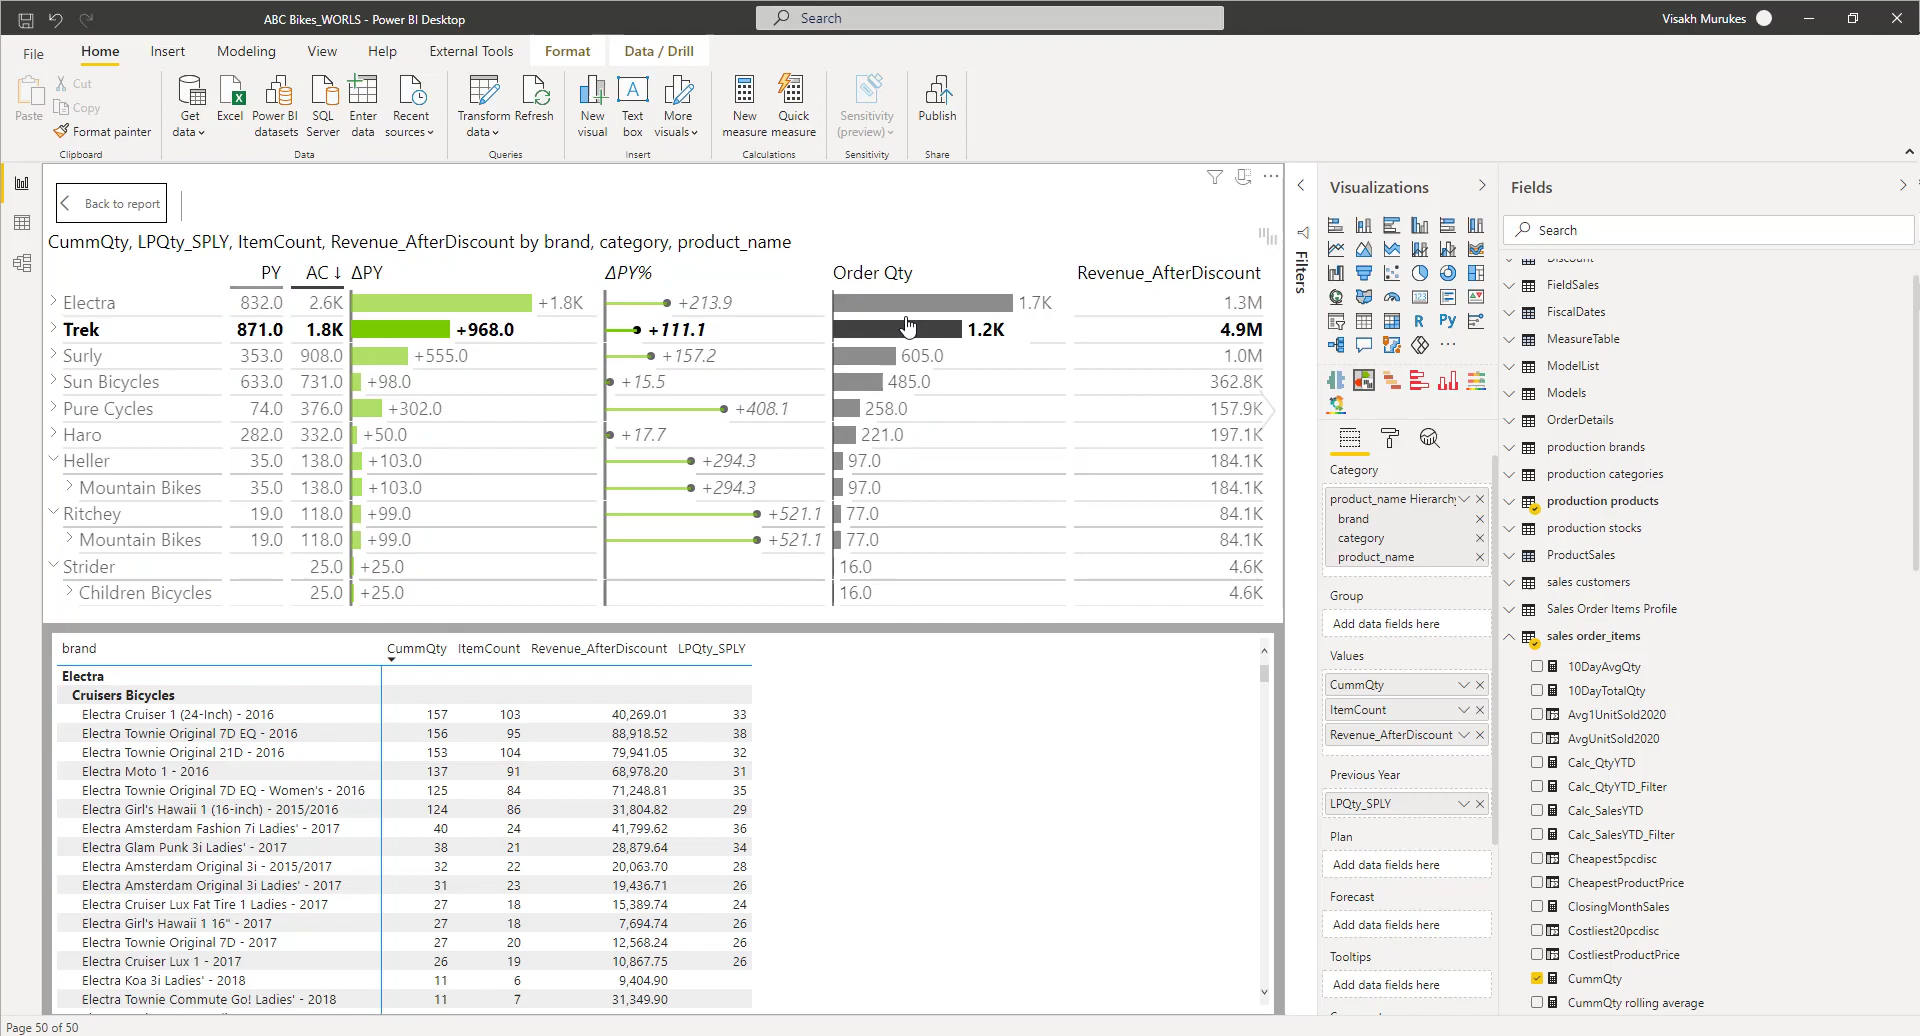 ABC Bikes_WORLS - Power BI Desktop
Search
Visakh Murukes
File
Home
Insert
Modeling
View
Help
External Tools
Format
Data / Drill
Paste
Cut
Copy
Format painter
Clipboard
Get data
Excel
Power BI datasets
SQL Server
Enter data
Recent sources
Data
Transform data
Refresh
Queries
New visual
Text box
More visuals
Insert
New measure
Quick measure
Calculations
Sensitivity (preview)
Sensitivity
Publish
Share
Back to report
CummQty, LPQty_SPLY, ItemCount, Revenue_AfterDiscount by brand, category, product_name
PY AC ↓ ΔPY ΔPY% Order Qty Revenue_AfterDiscount
Electra 832.0 2.6K +1.8K +213.9 1.7K 1.3M
Trek 871.0 1.8K +968.0 +111.1 1.2K 4.9M
Surly 353.0 908.0 +555.0 +157.2 605.0 1.0M
Sun Bicycles 633.0 731.0 +98.0 +15.5 485.0 362.8K
Pure Cycles 74.0 376.0 +302.0 +408.1 258.0 157.9K
Haro 282.0 332.0 +50.0 +17.7 221.0 197.1K
Heller 35.0 138.0 +103.0 +294.3 97.0 184.1K
Mountain Bikes 35.0 138.0 +103.0 +294.3 97.0 184.1K
Ritchey 19.0 118.0 +99.0 +521.1 77.0 84.1K
Mountain Bikes 19.0 118.0 +99.0 +521.1 77.0 84.1K
Strider 25.0 +25.0 16.0 4.6K
Children Bicycles 25.0 +25.0 16.0 4.6K
brand CummQty ItemCount Revenue_AfterDiscount LPQty_SPLY
Electra
Cruisers Bicycles
Electra Cruiser 1 (24-Inch) - 2016 157 103 40,269.01 33
Electra Townie Original 7D EQ - 2016 156 95 88,918.52 38
Electra Townie Original 21D - 2016 153 104 79,941.05 32
Electra Moto 1 - 2016 137 91 68,978.20 31
Electra Townie Original 7D EQ - Women's - 2016 125 84 71,248.81 35
Electra Girl's Hawaii 1 (16-inch) - 2015/2016 124 86 31,804.82 29
Electra Amsterdam Fashion 7i Ladies' - 2017 40 24 41,799.62 36
Electra Glam Punk 3i Ladies' - 2017 38 21 28,879.64 34
Electra Amsterdam Original 3i - 2015/2017 32 22 20,063.70 28
Electra Amsterdam Original 3i Ladies' - 2017 31 23 19,436.71 26
Electra Cruiser Lux Fat Tire 1 Ladies - 2017 27 18 15,389.74 24
Electra Girl's Hawaii 1 16" - 2017 27 18 7,694.74 26
Electra Townie Original 7D - 2017 27 20 12,568.24 26
Electra Cruiser Lux 1 - 2017 26 19 10,867.75 26
Electra Koa 3i Ladies' - 2018 11 6 9,404.90
Electra Townie Commute Go! Ladies' - 2018 11 7 31,349.90
Page 50 of 50
Filters
Visualizations
R
Py
123
Category
product_name Hierarchy
brand
category
product_name
Group
Add data fields here
Values
CummQty
ItemCount
Revenue_AfterDiscount
Previous Year
LPQty_SPLY
Plan
Add data fields here
Forecast
Add data fields here
Tooltips
Add data fields here
Fields
Search
Discount
FieldSales
FiscalDates
MeasureTable
ModelList
Models
OrderDetails
production brands
production categories
production products
production stocks
ProductSales
sales customers
Sales Order Items Profile
sales order_items
10DayAvgQty
10DayTotalQty
Avg1UnitSold2020
AvgUnitSold2020
Calc_QtyYTD
Calc_QtyYTD_Filter
Calc_SalesYTD
Calc_SalesYTD_Filter
Cheapest5pcdisc
CheapestProductPrice
ClosingMonthSales
Costliest20pcdisc
CostliestProductPrice
CummQty
CummQty rolling average